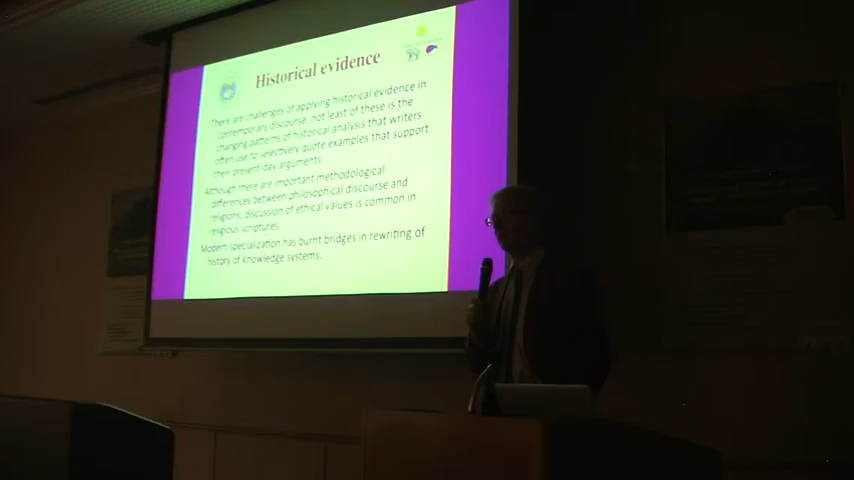 Historical evidence
There are challenges of applying historical evidence in
contemporary discourse, not least of these is the
changing patterns of historical analysis that writers
often use to selectively quote examples that support
their present-day arguments.
Although there are important methodological
differences between philosophical discourse and
religions, discussion of ethical values is common in
religious scriptures.
Modern specialization has burnt bridges in rewriting of
history of knowledge systems.